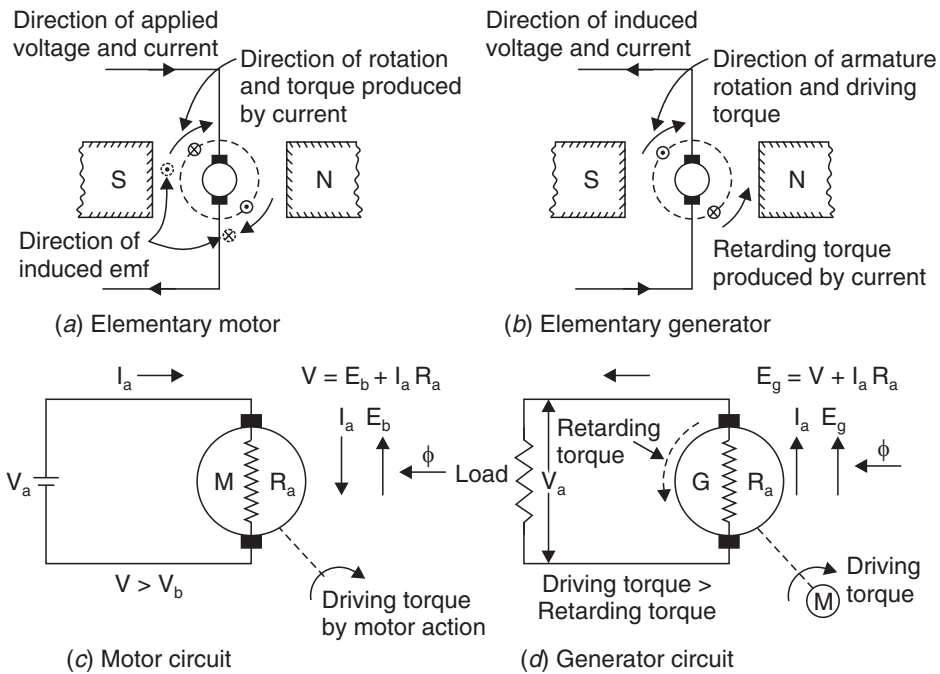 Direction of applied
voltage and current
Direction of rotation
and torque produced
by current
S
N
Direction of
induced emf
(a) Elementary motor
Direction of induced
voltage and current
Direction of armature
rotation and driving
torque
S
N
Retarding torque
produced by current
(b) Elementary generator
I_a
V = E_b + I_a R_a
I_a E_b
ϕ
V_a
M
R_a
V > V_b
Driving torque
by motor action
(c) Motor circuit
E_g = V + I_a R_a
I_a E_g
Retarding
torque
ϕ
Load
V_a
G
R_a
Driving torque >
Retarding torque
Driving
torque
M
(d) Generator circuit